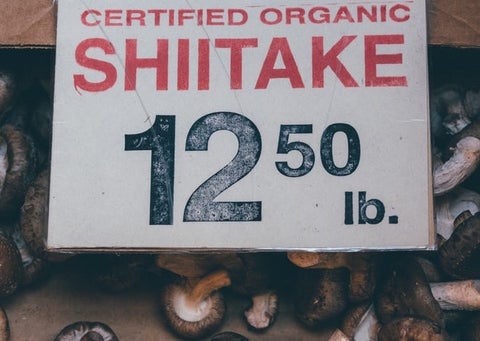 CERTIFIED ORGANIC
SHIITAKE
12 50
lb.